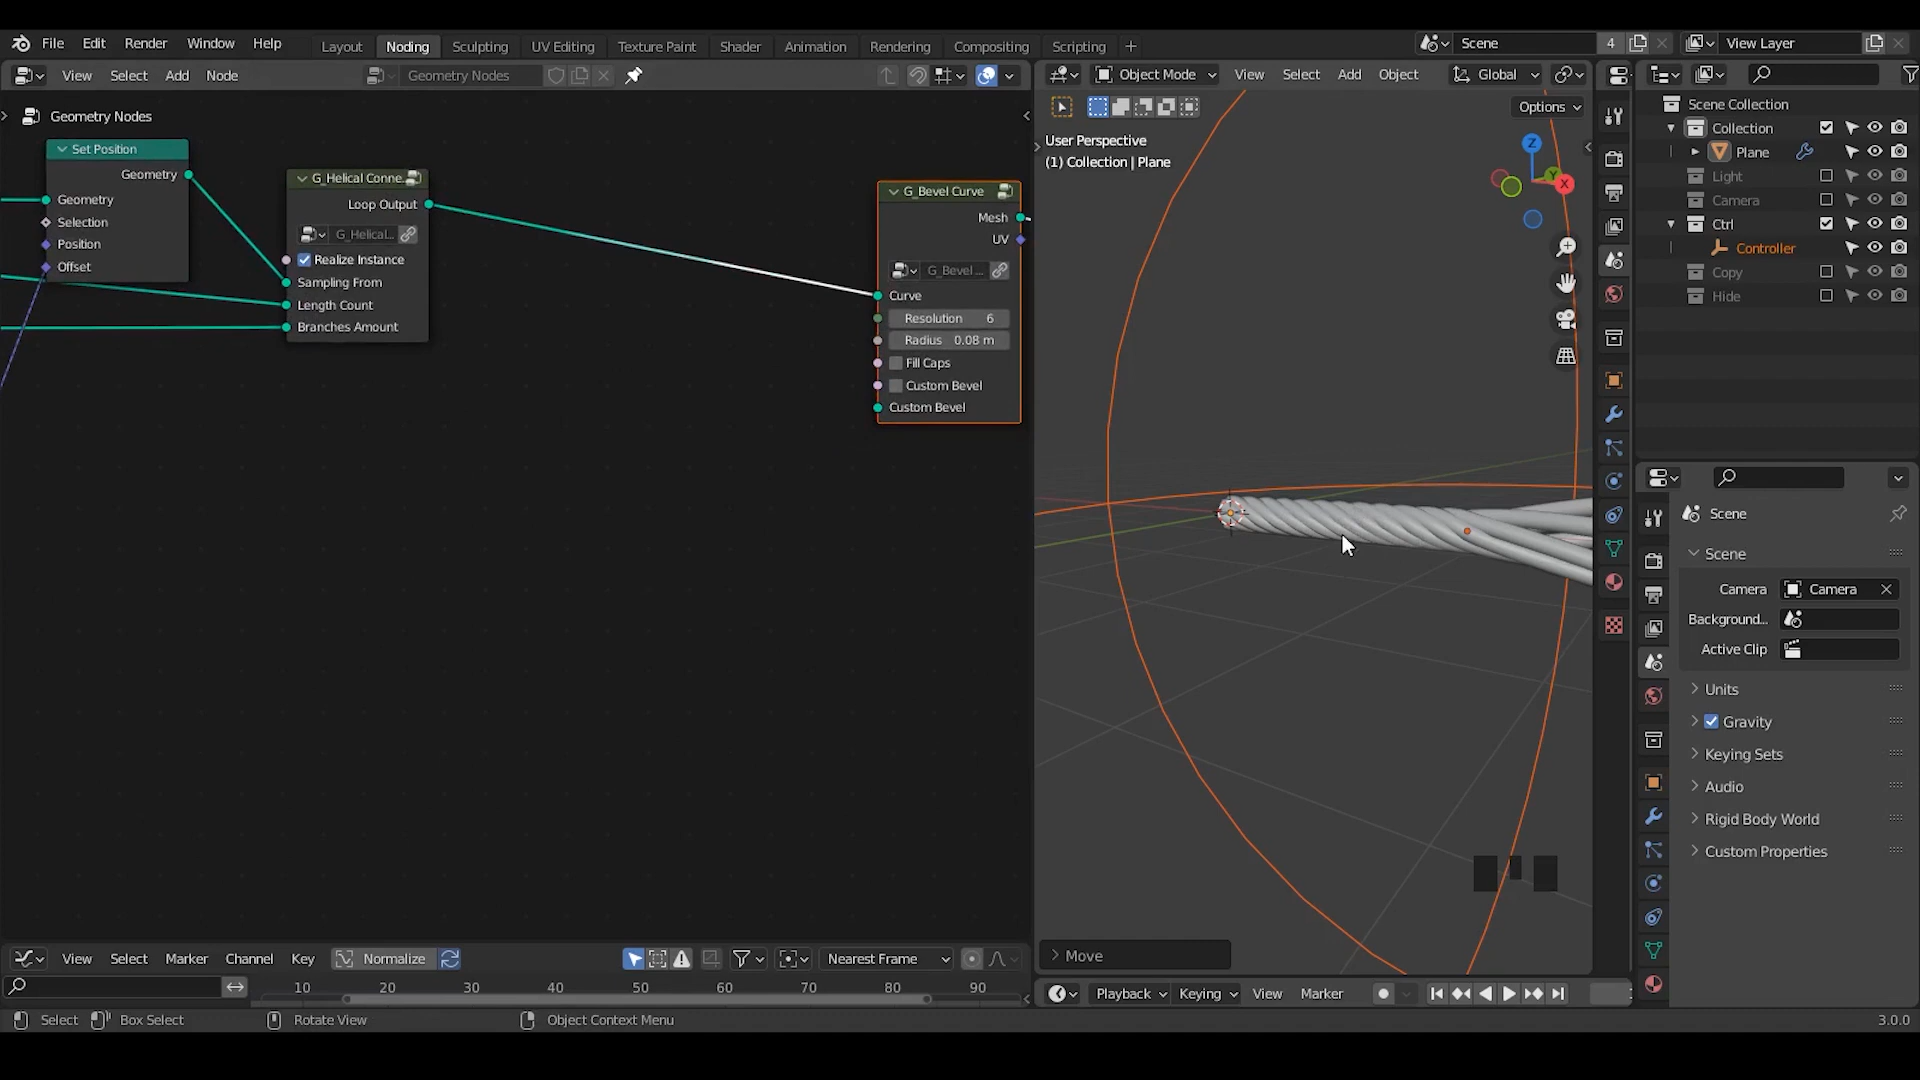 File Edit Render Window Help Layout Noding Sculpting UV Editing Texture Paint Shader Animation Rendering Compositing Scripting + Scene 4 View Layer
View Select Add Node Geometry Nodes Object Mode View Select Add Object Global
Geometry Nodes
Set Position
Geometry
Geometry
Selection
Position
Offset
G_Helical Conne..
Loop Output
G_Helical...
Realize Instance
Sampling From
Length Count
Branches Amount
G_Bevel Curve
Mesh
UV
G_Bevel ...
Curve
Resolution 6
Radius 0.08 m
Fill Caps
Custom Bevel
Custom Bevel
Options
User Perspective
(1) Collection | Plane
Z
Y
X
Move
Scene Collection
Collection
Plane
Light
Camera
Ctrl
Controller
Copy
Hide
Scene
Scene
Camera Camera
Background...
Active Clip
Units
Gravity
Keying Sets
Audio
Rigid Body World
Custom Properties
View Select Marker Channel Key Normalize Nearest Frame
10 20 30 40 50 60 70 80 90
Playback Keying View Marker
Select Box Select Rotate View Object Context Menu 3.0.0